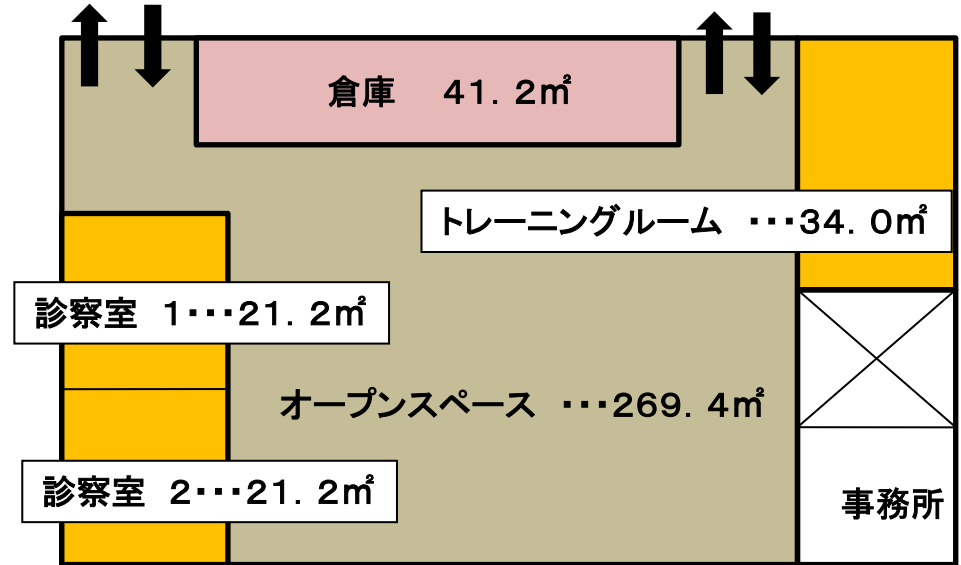 倉庫　４１．２㎡
トレーニングルーム　・・・３４．０㎡
診察室　１・・・２１．２㎡
オープンスペース　・・・２６９．４㎡
診察室　２・・・２１．２㎡
事務所